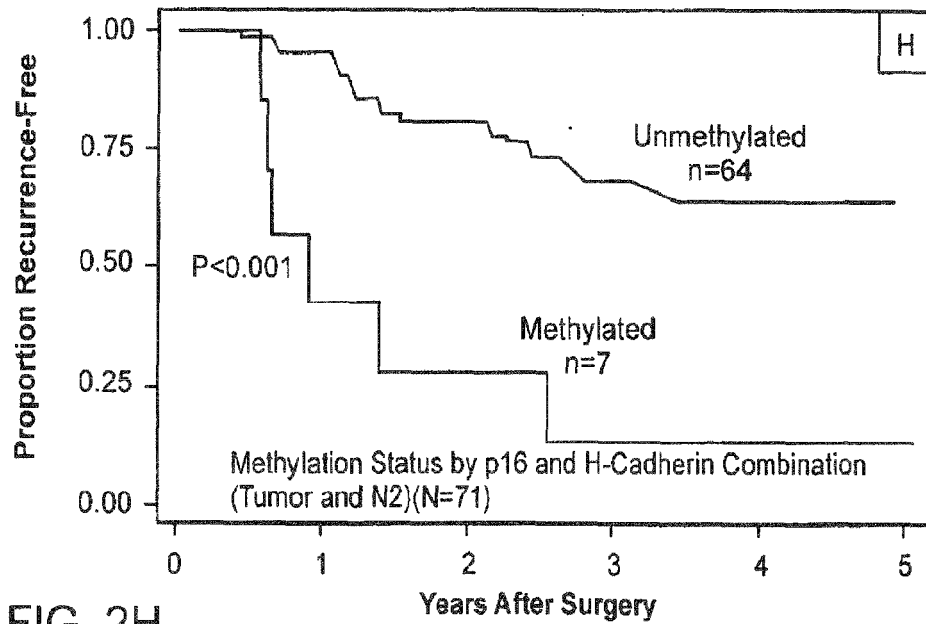 H
1.00
0.75
0.50
0.25
0.00
Proportion Recurrence-Free
Unmethylated
n=64
P<0.001
Methylated
n=7
Methylation Status by p16 and H-Cadherin Combination
(Tumor and N2)(N=71)
0 1 2 3 4 5
Years After Surgery
FIG. 2H